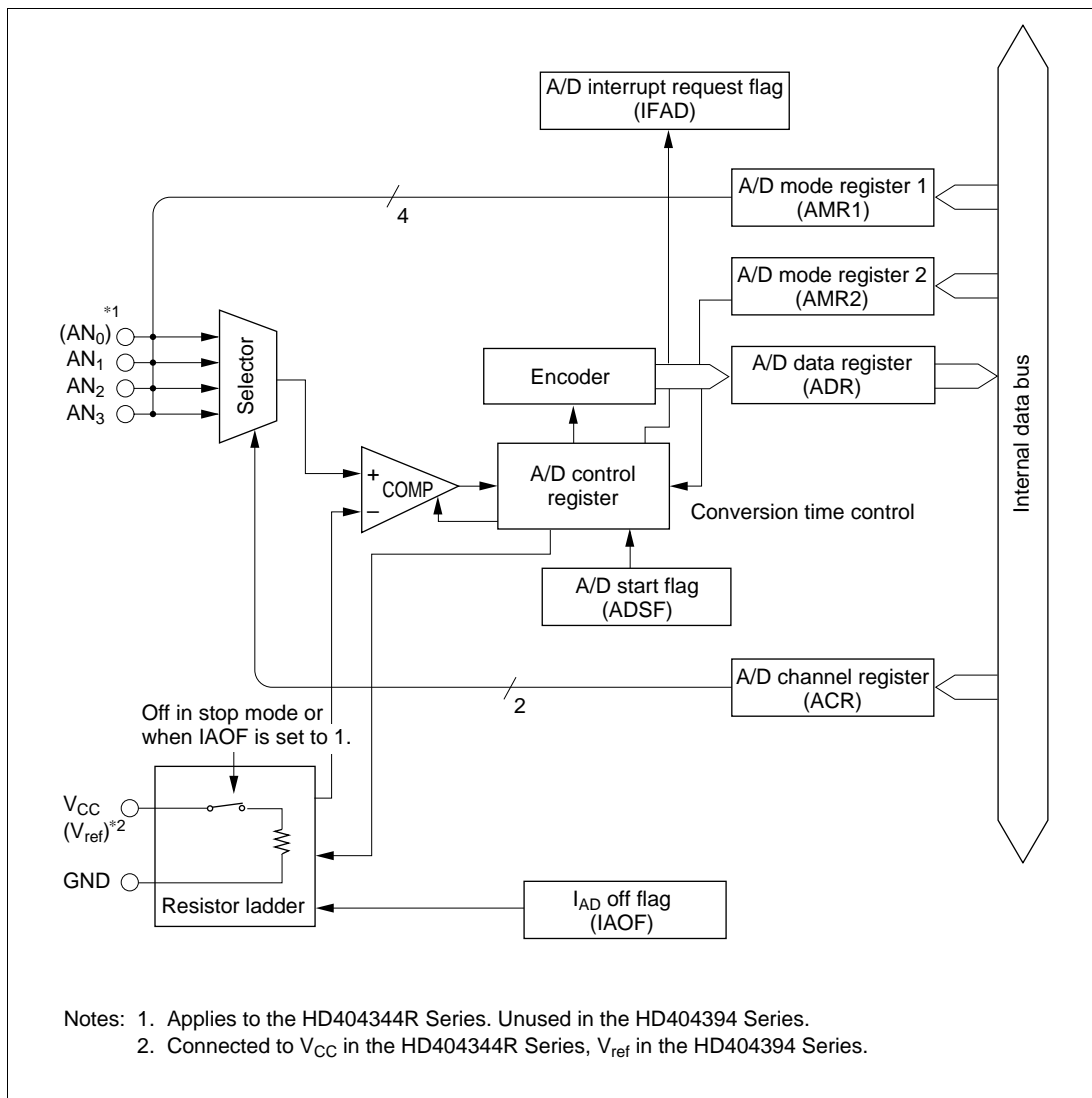 A/D interrupt request flag
(IFAD)
A/D mode register 1
(AMR1)
4
A/D mode register 2
(AMR2)
*1
(AN0)
AN1
AN2
AN3
Selector
Encoder
A/D data register
(ADR)
Internal data bus
+
COMP
−
A/D control
register
Conversion time control
A/D start flag
(ADSF)
A/D channel register
(ACR)
2
Off in stop mode or
when IAOF is set to 1.
VCC
(Vref)*2
GND
Resistor ladder
IAD off flag
(IAOF)
Notes: 1. Applies to the HD404344R Series. Unused in the HD404394 Series.
2. Connected to VCC in the HD404344R Series, Vref in the HD404394 Series.